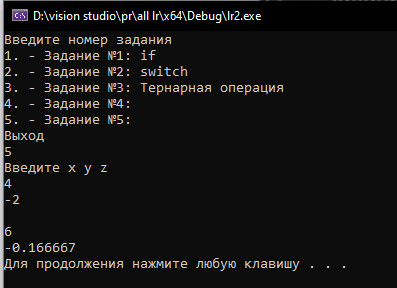 D:\vision studio\pr\all lr\x64\Debug\lr2.exe
Введите номер задания
1. - Задание №1: if
2. - Задание №2: switch
3. - Задание №3: Тернарная операция
4. - Задание №4:
5. - Задание №5:
Выход
5
Введите x y z
4
-2
6
-0.166667
Для продолжения нажмите любую клавишу . . .